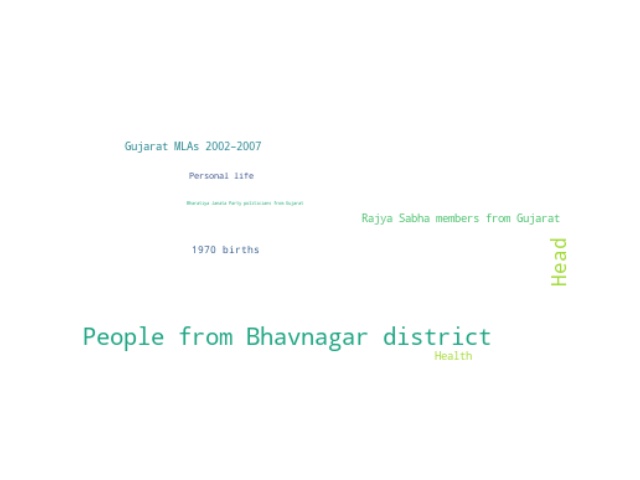 Gujarat MLAs 2002–2007
Personal life
Bharatiya Janata Party politicians from Gujarat
Rajya Sabha members from Gujarat
Head
1970 births
People from Bhavnagar district
Health